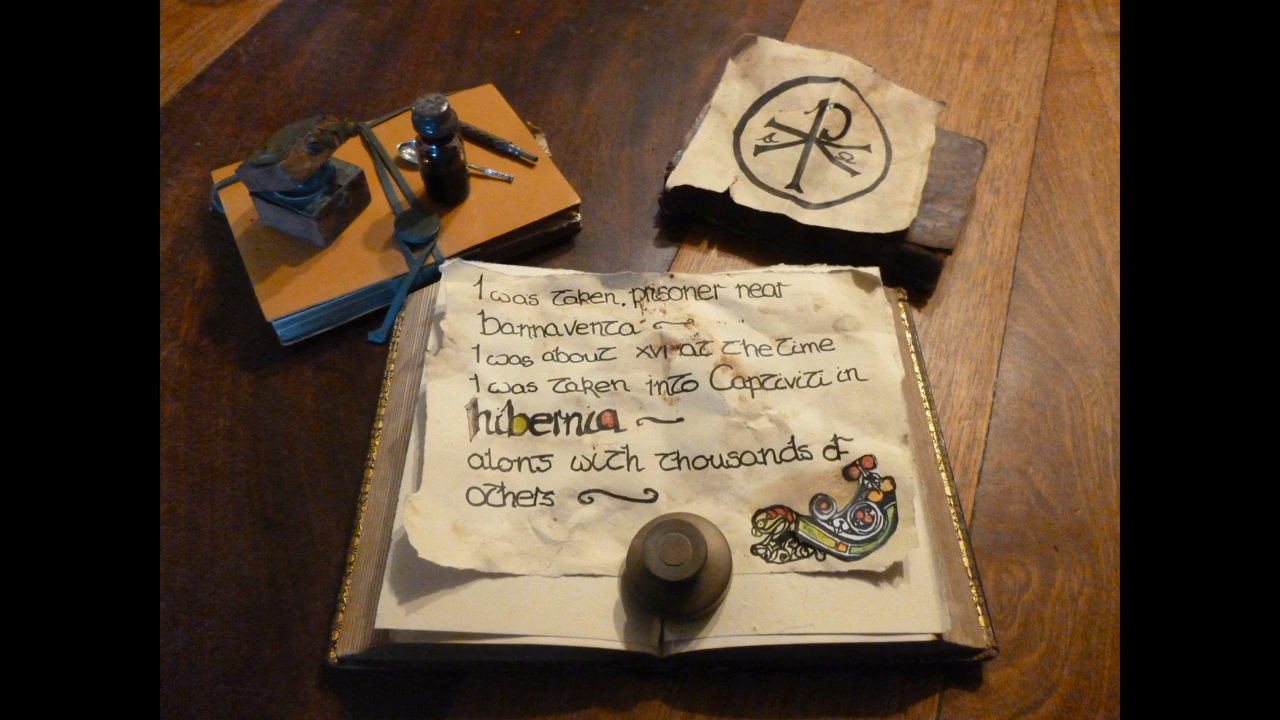 ☧
Α Ω
I was taken prisoner near
bannaventa
I was about xvi at the time
I was taken into Captiviti in
hibernia
along with thousands of
others